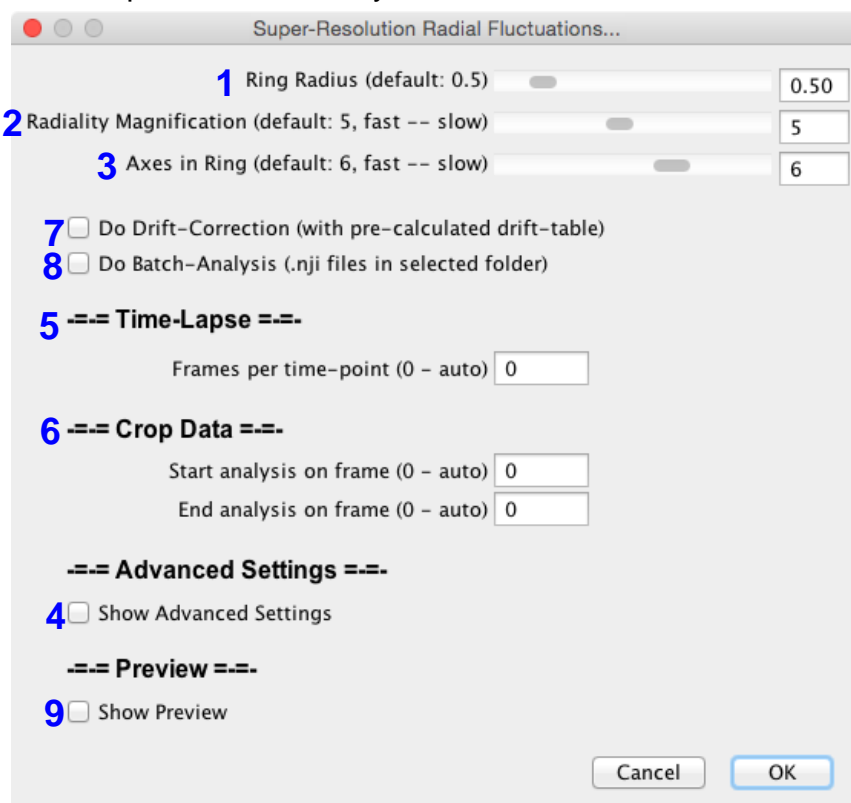 Super-Resolution Radial Fluctuations...
1 Ring Radius (default: 0.5) 0.50
2 Radiality Magnification (default: 5, fast -- slow) 5
3 Axes in Ring (default: 6, fast -- slow) 6
7 Do Drift-Correction (with pre-calculated drift-table)
8 Do Batch-Analysis (.nji files in selected folder)
5 -=-= Time-Lapse =-=-
Frames per time-point (0 - auto) 0
6 -=-= Crop Data =-=-
Start analysis on frame (0 - auto) 0
End analysis on frame (0 - auto) 0
-=-= Advanced Settings =-=-
4 Show Advanced Settings
-=-= Preview =-=-
9 Show Preview
Cancel OK